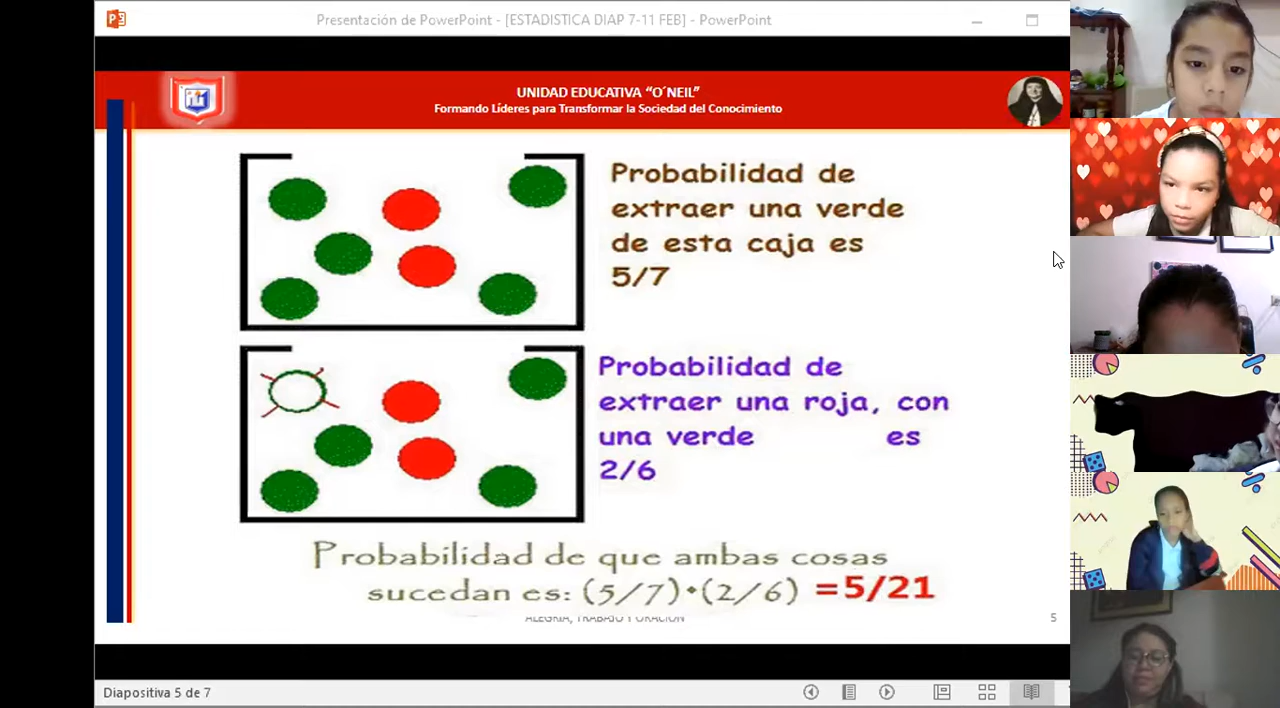 Presentación de PowerPoint - [ESTADISTICA DIAP 7-11 FEB] - PowerPoint
UNIDAD EDUCATIVA “O´NEIL”
Formando Líderes para Transformar la Sociedad del Conocimiento
Probabilidad de
extraer una verde
de esta caja es
5/7
Probabilidad de
extraer una roja, con
una verde es
2/6
Probabilidad de que ambas cosas
sucedan es: (5/7)•(2/6) =5/21
ALEGRIA, TRABAJO Y ORACION
5
Diapositiva 5 de 7